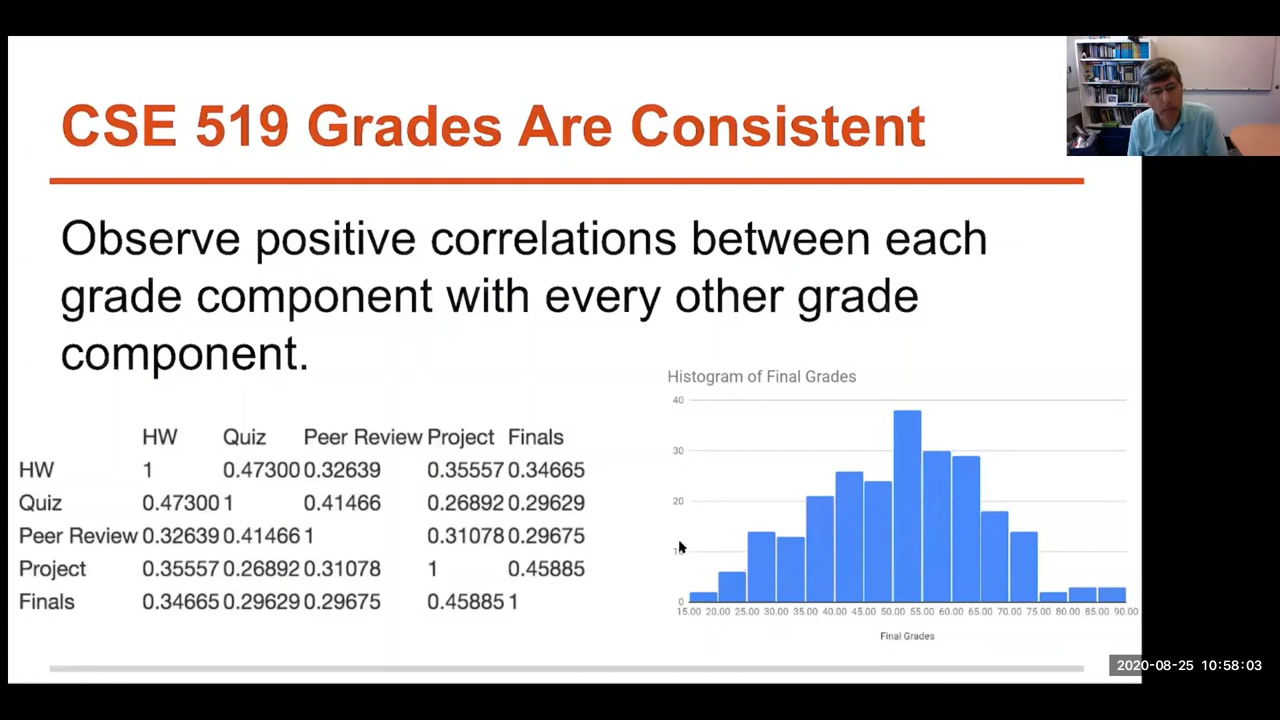 CSE 519 Grades Are Consistent
Observe positive correlations between each
grade component with every other grade
component.
HW Quiz Peer Review Project Finals
HW 1 0.47300 0.32639 0.35557 0.34665
Quiz 0.47300 1 0.41466 0.26892 0.29629
Peer Review 0.32639 0.41466 1 0.31078 0.29675
Project 0.35557 0.26892 0.31078 1 0.45885
Finals 0.34665 0.29629 0.29675 0.45885 1
Histogram of Final Grades
40
30
20
10
0
15.00 20.00 25.00 30.00 35.00 40.00 45.00 50.00 55.00 60.00 65.00 70.00 75.00 80.00 85.00 90.00
Final Grades
2020-08-25 10:58:03